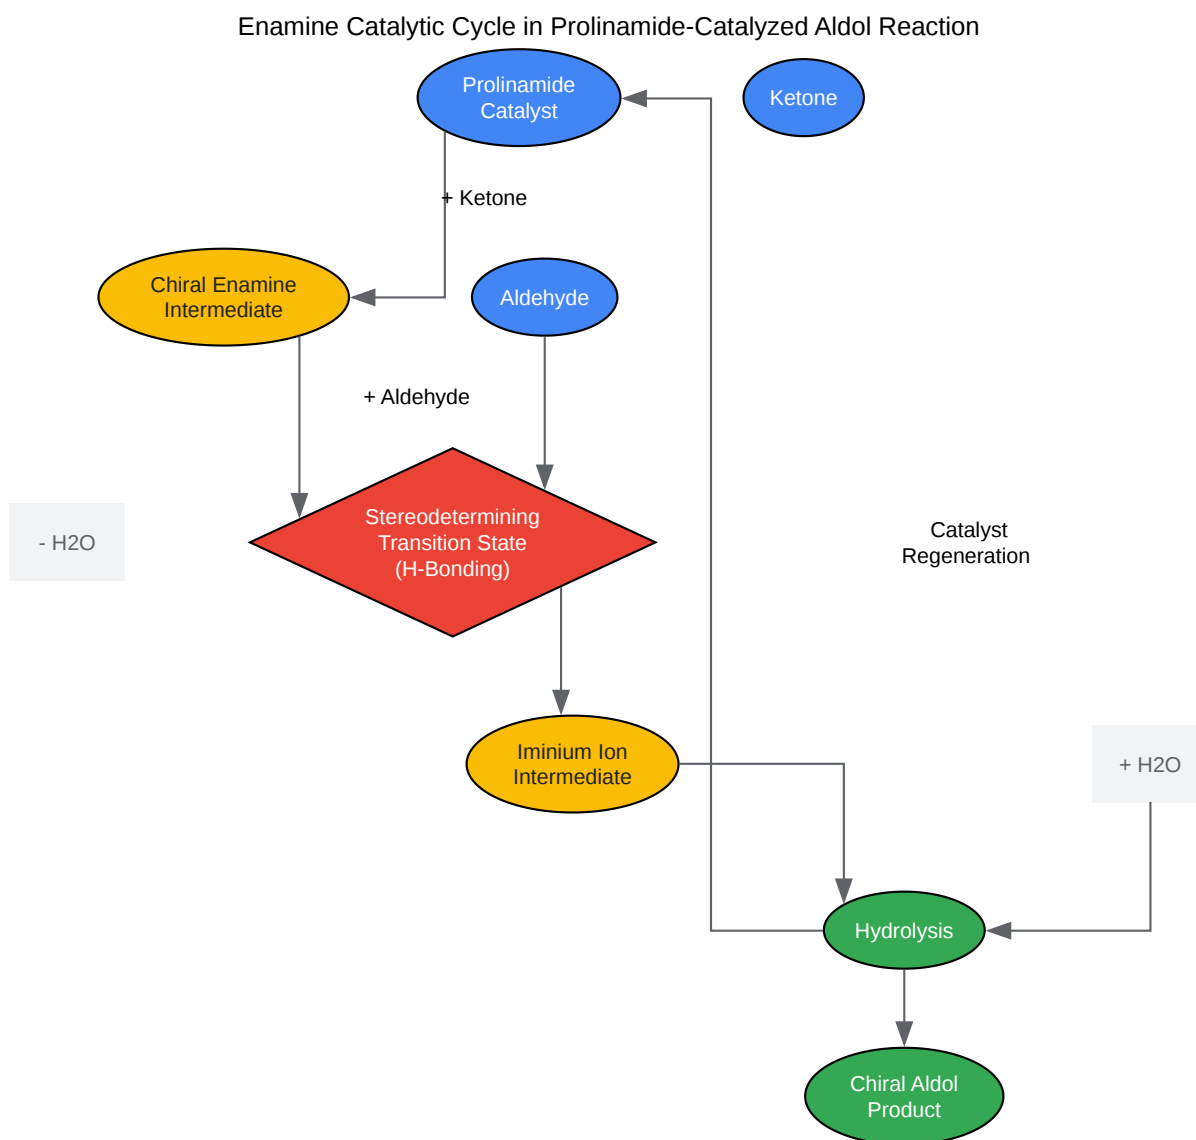 Enamine Catalytic Cycle in Prolinamide-Catalyzed Aldol Reaction
Prolinamide
Catalyst
Ketone
+ Ketone
Chiral Enamine
Intermediate
Aldehyde
+ Aldehyde
Stereodetermining
Transition State
(H-Bonding)
- H2O
Catalyst
Regeneration
Iminium Ion
Intermediate
+ H2O
Hydrolysis
Chiral Aldol
Product